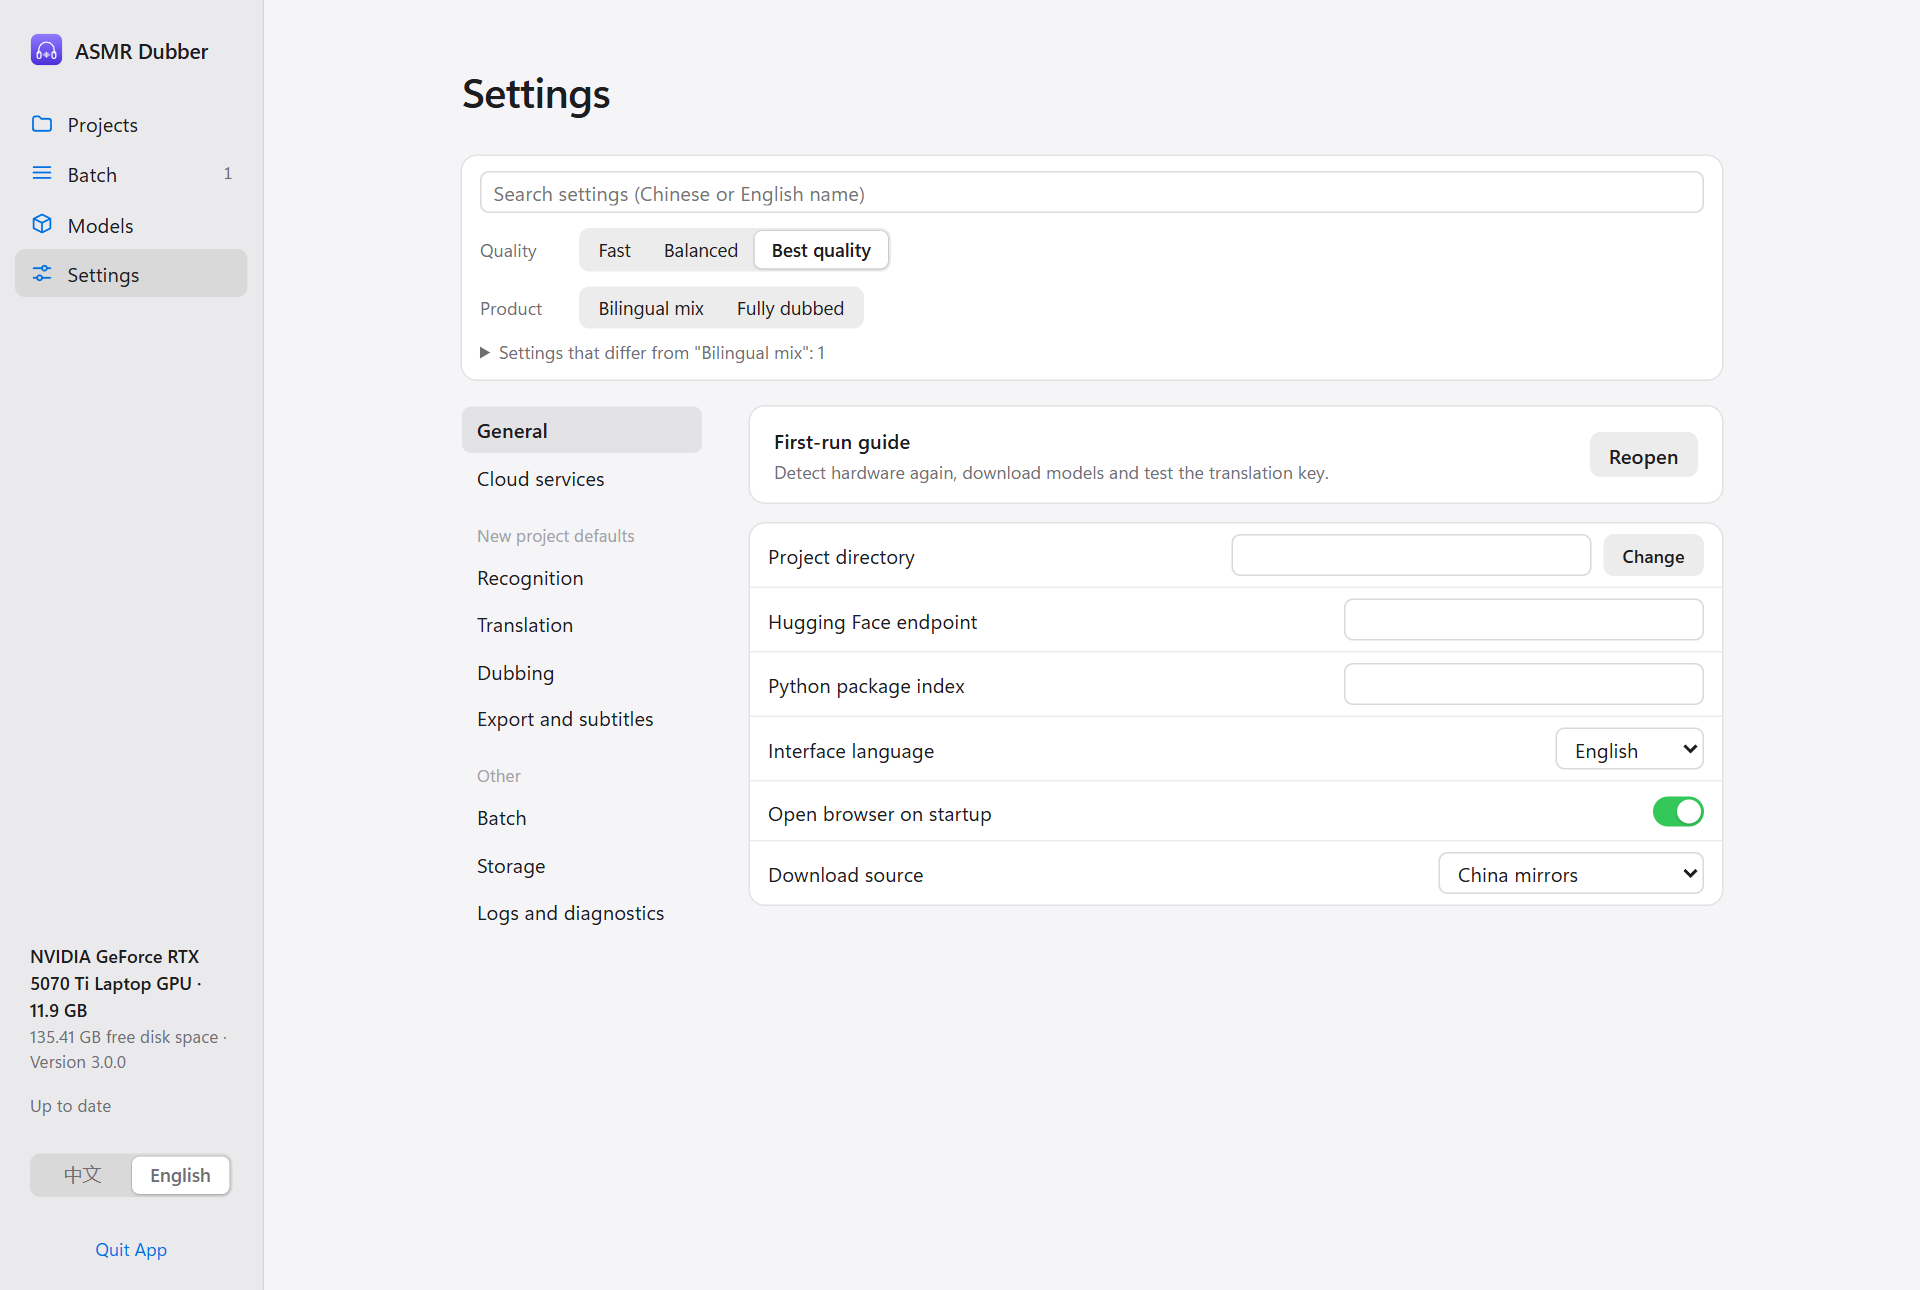 ASMR Dubber
Projects
Batch 1
Models
Settings
NVIDIA GeForce RTX
5070 Ti Laptop GPU ·
11.9 GB
135.41 GB free disk space ·
Version 3.0.0
Up to date
中文 English
Quit App
Settings
Search settings (Chinese or English name)
Quality Fast Balanced Best quality
Product Bilingual mix Fully dubbed
Settings that differ from "Bilingual mix": 1
General
Cloud services
New project defaults
Recognition
Translation
Dubbing
Export and subtitles
Other
Batch
Storage
Logs and diagnostics
First-run guide
Detect hardware again, download models and test the translation key.
Reopen
Project directory Change
Hugging Face endpoint
Python package index
Interface language English
Open browser on startup
Download source China mirrors